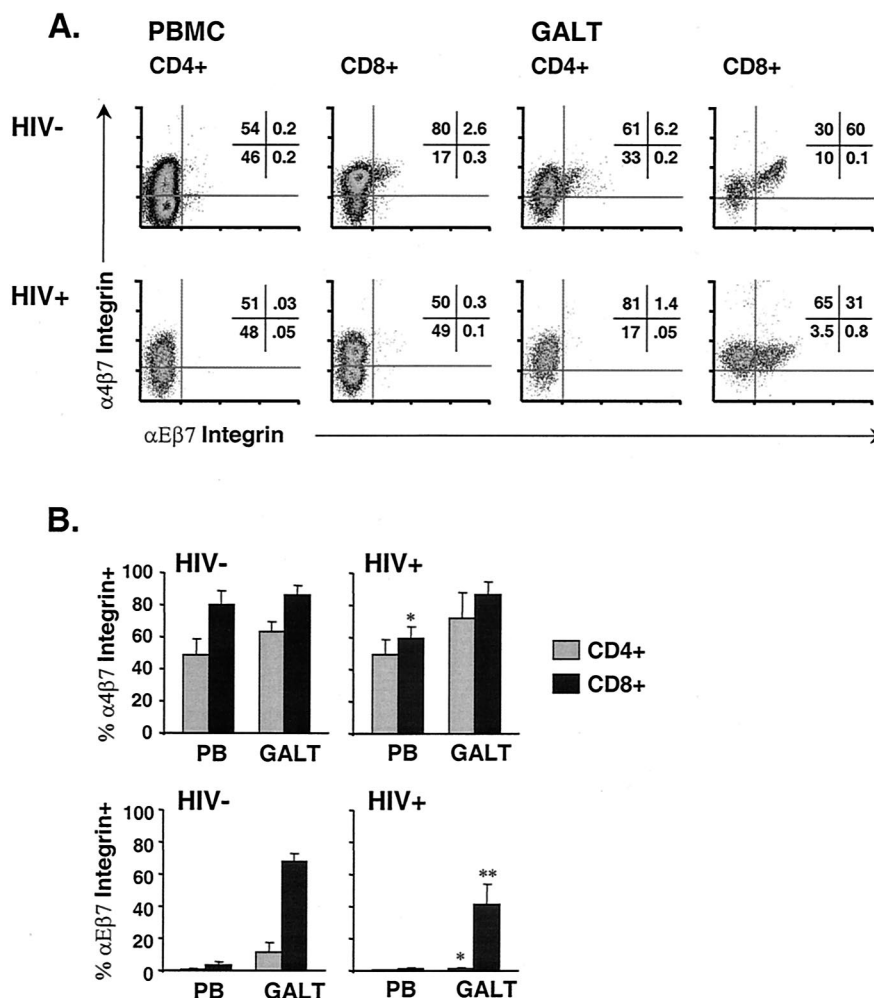 A.
PBMC GALT
CD4+ CD8+ CD4+ CD8+
HIV-
54 0.2 80 2.6 61 6.2 30 60
46 0.2 17 0.3 33 0.2 10 0.1
HIV+
51 .03 50 0.3 81 1.4 65 31
48 .05 49 0.1 17 .05 3.5 0.8
α4β7 Integrin
αEβ7 Integrin
B.
HIV- HIV+
% α4β7 Integrin+
100
80
60
40
20
0
*
PB GALT PB GALT
CD4+
CD8+
HIV- HIV+
% αEβ7 Integrin+
100
80
60
40
20
0
* **
PB GALT PB GALT